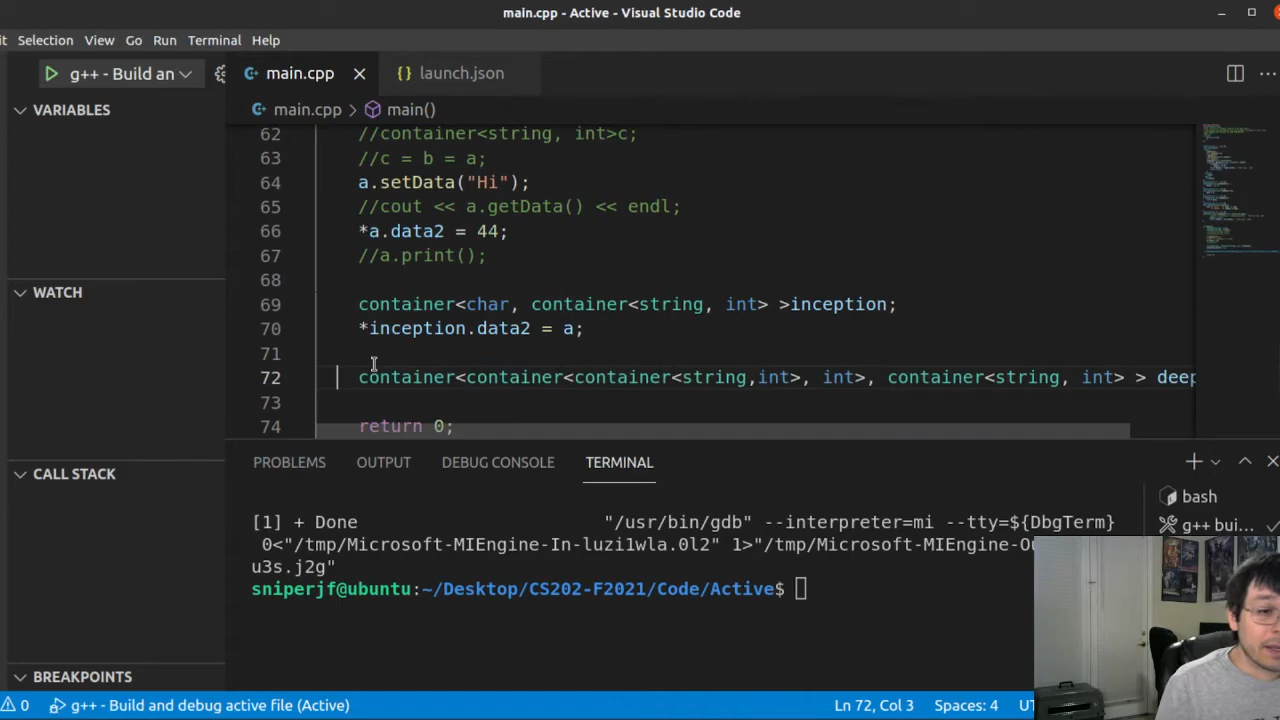 main.cpp - Active - Visual Studio Code
it Selection View Go Run Terminal Help
g++ - Build an
main.cpp
launch.json
VARIABLES
main.cpp > main()
62 //container<string, int>c;
63 //c = b = a;
64 a.setData("Hi");
65 //cout << a.getData() << endl;
66 *a.data2 = 44;
67 //a.print();
68
69 container<char, container<string, int> >inception;
70 *inception.data2 = a;
71
72 container<container<container<string,int>, int>, container<string, int> > deep
73
74 return 0;
WATCH
CALL STACK
BREAKPOINTS
PROBLEMS OUTPUT DEBUG CONSOLE TERMINAL
bash
g++ bui...
[1] + Done "/usr/bin/gdb" --interpreter=mi --tty=${DbgTerm}
0<"/tmp/Microsoft-MIEngine-In-luzi1wla.0l2" 1>"/tmp/Microsoft-MIEngine-Ou
u3s.j2g"
sniperjf@ubuntu:~/Desktop/CS202-F2021/Code/Active$
0 g++ - Build and debug active file (Active) Ln 72, Col 3 Spaces: 4 UT